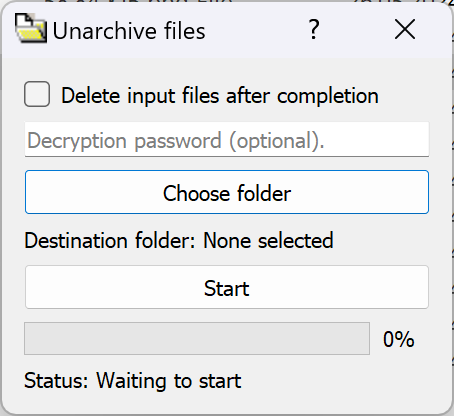 Unarchive files
?
Delete input files after completion
Decryption password (optional).
Choose folder
Destination folder: None selected
Start
0%
Status: Waiting to start